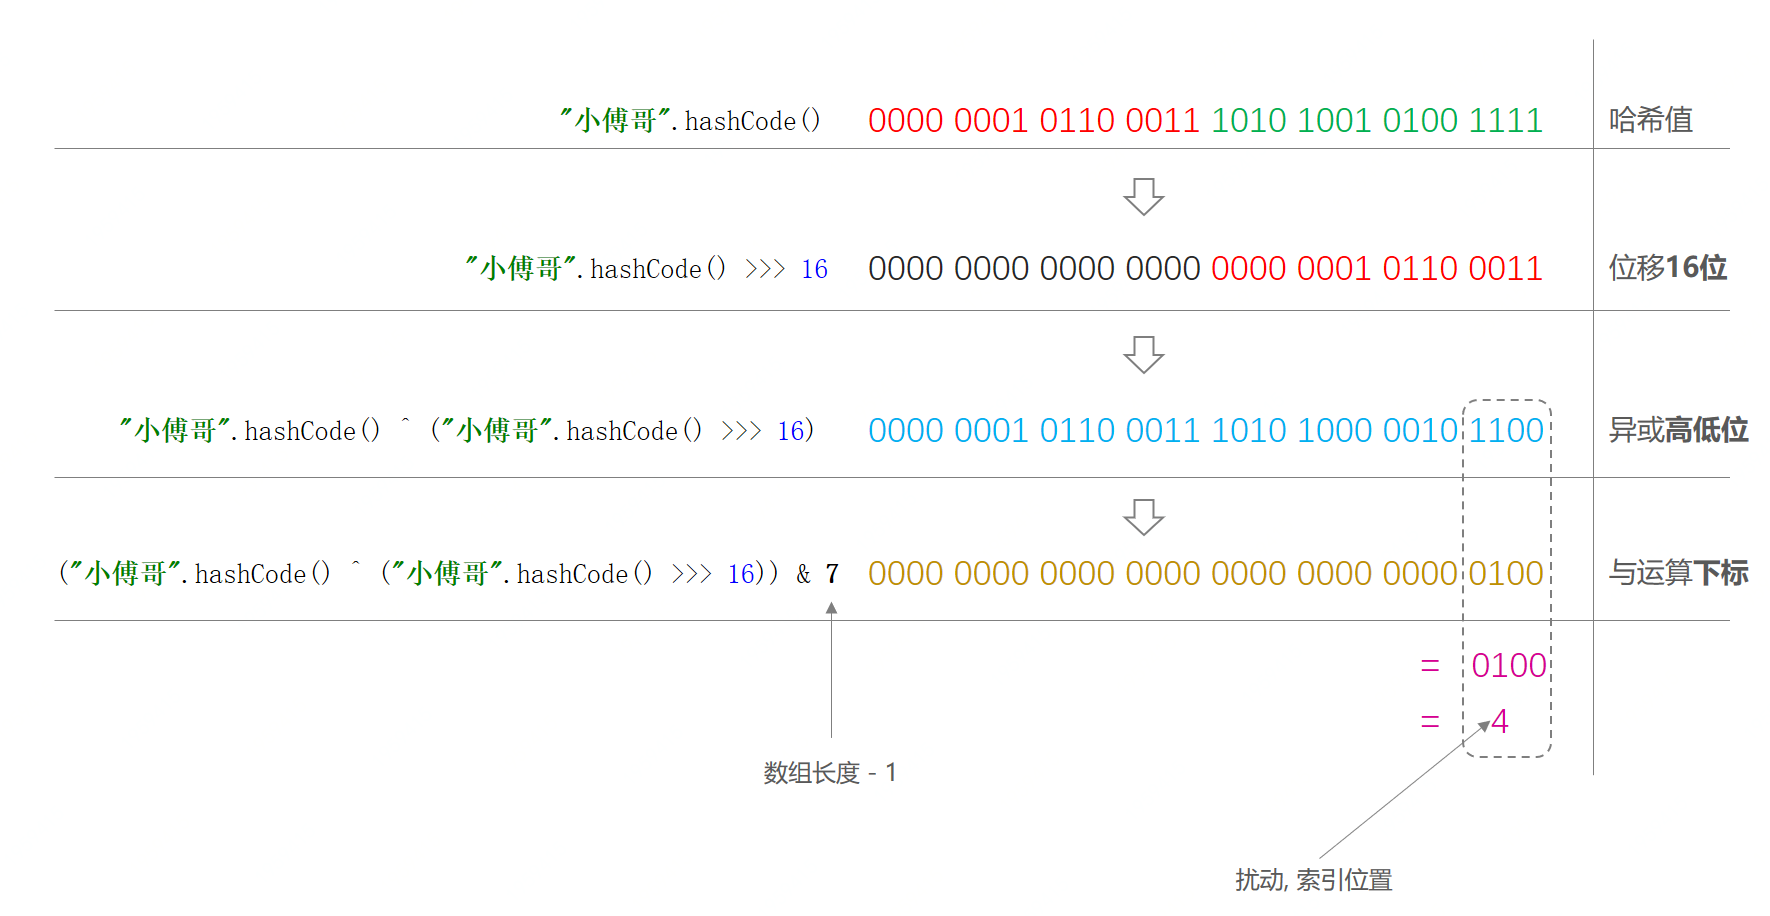 "小傅哥".hashCode() 0000 0001 0110 0011 1010 1001 0100 1111 哈希值
"小傅哥".hashCode() >>> 16 0000 0000 0000 0000 0000 0001 0110 0011 位移16位
"小傅哥".hashCode() ^ ("小傅哥".hashCode() >>> 16) 0000 0001 0110 0011 1010 1000 0010 1100 异或高低位
("小傅哥".hashCode() ^ ("小傅哥".hashCode() >>> 16)) & 7 0000 0000 0000 0000 0000 0000 0000 0100 与运算下标
= 0100
= 4
数组长度 - 1
扰动, 索引位置